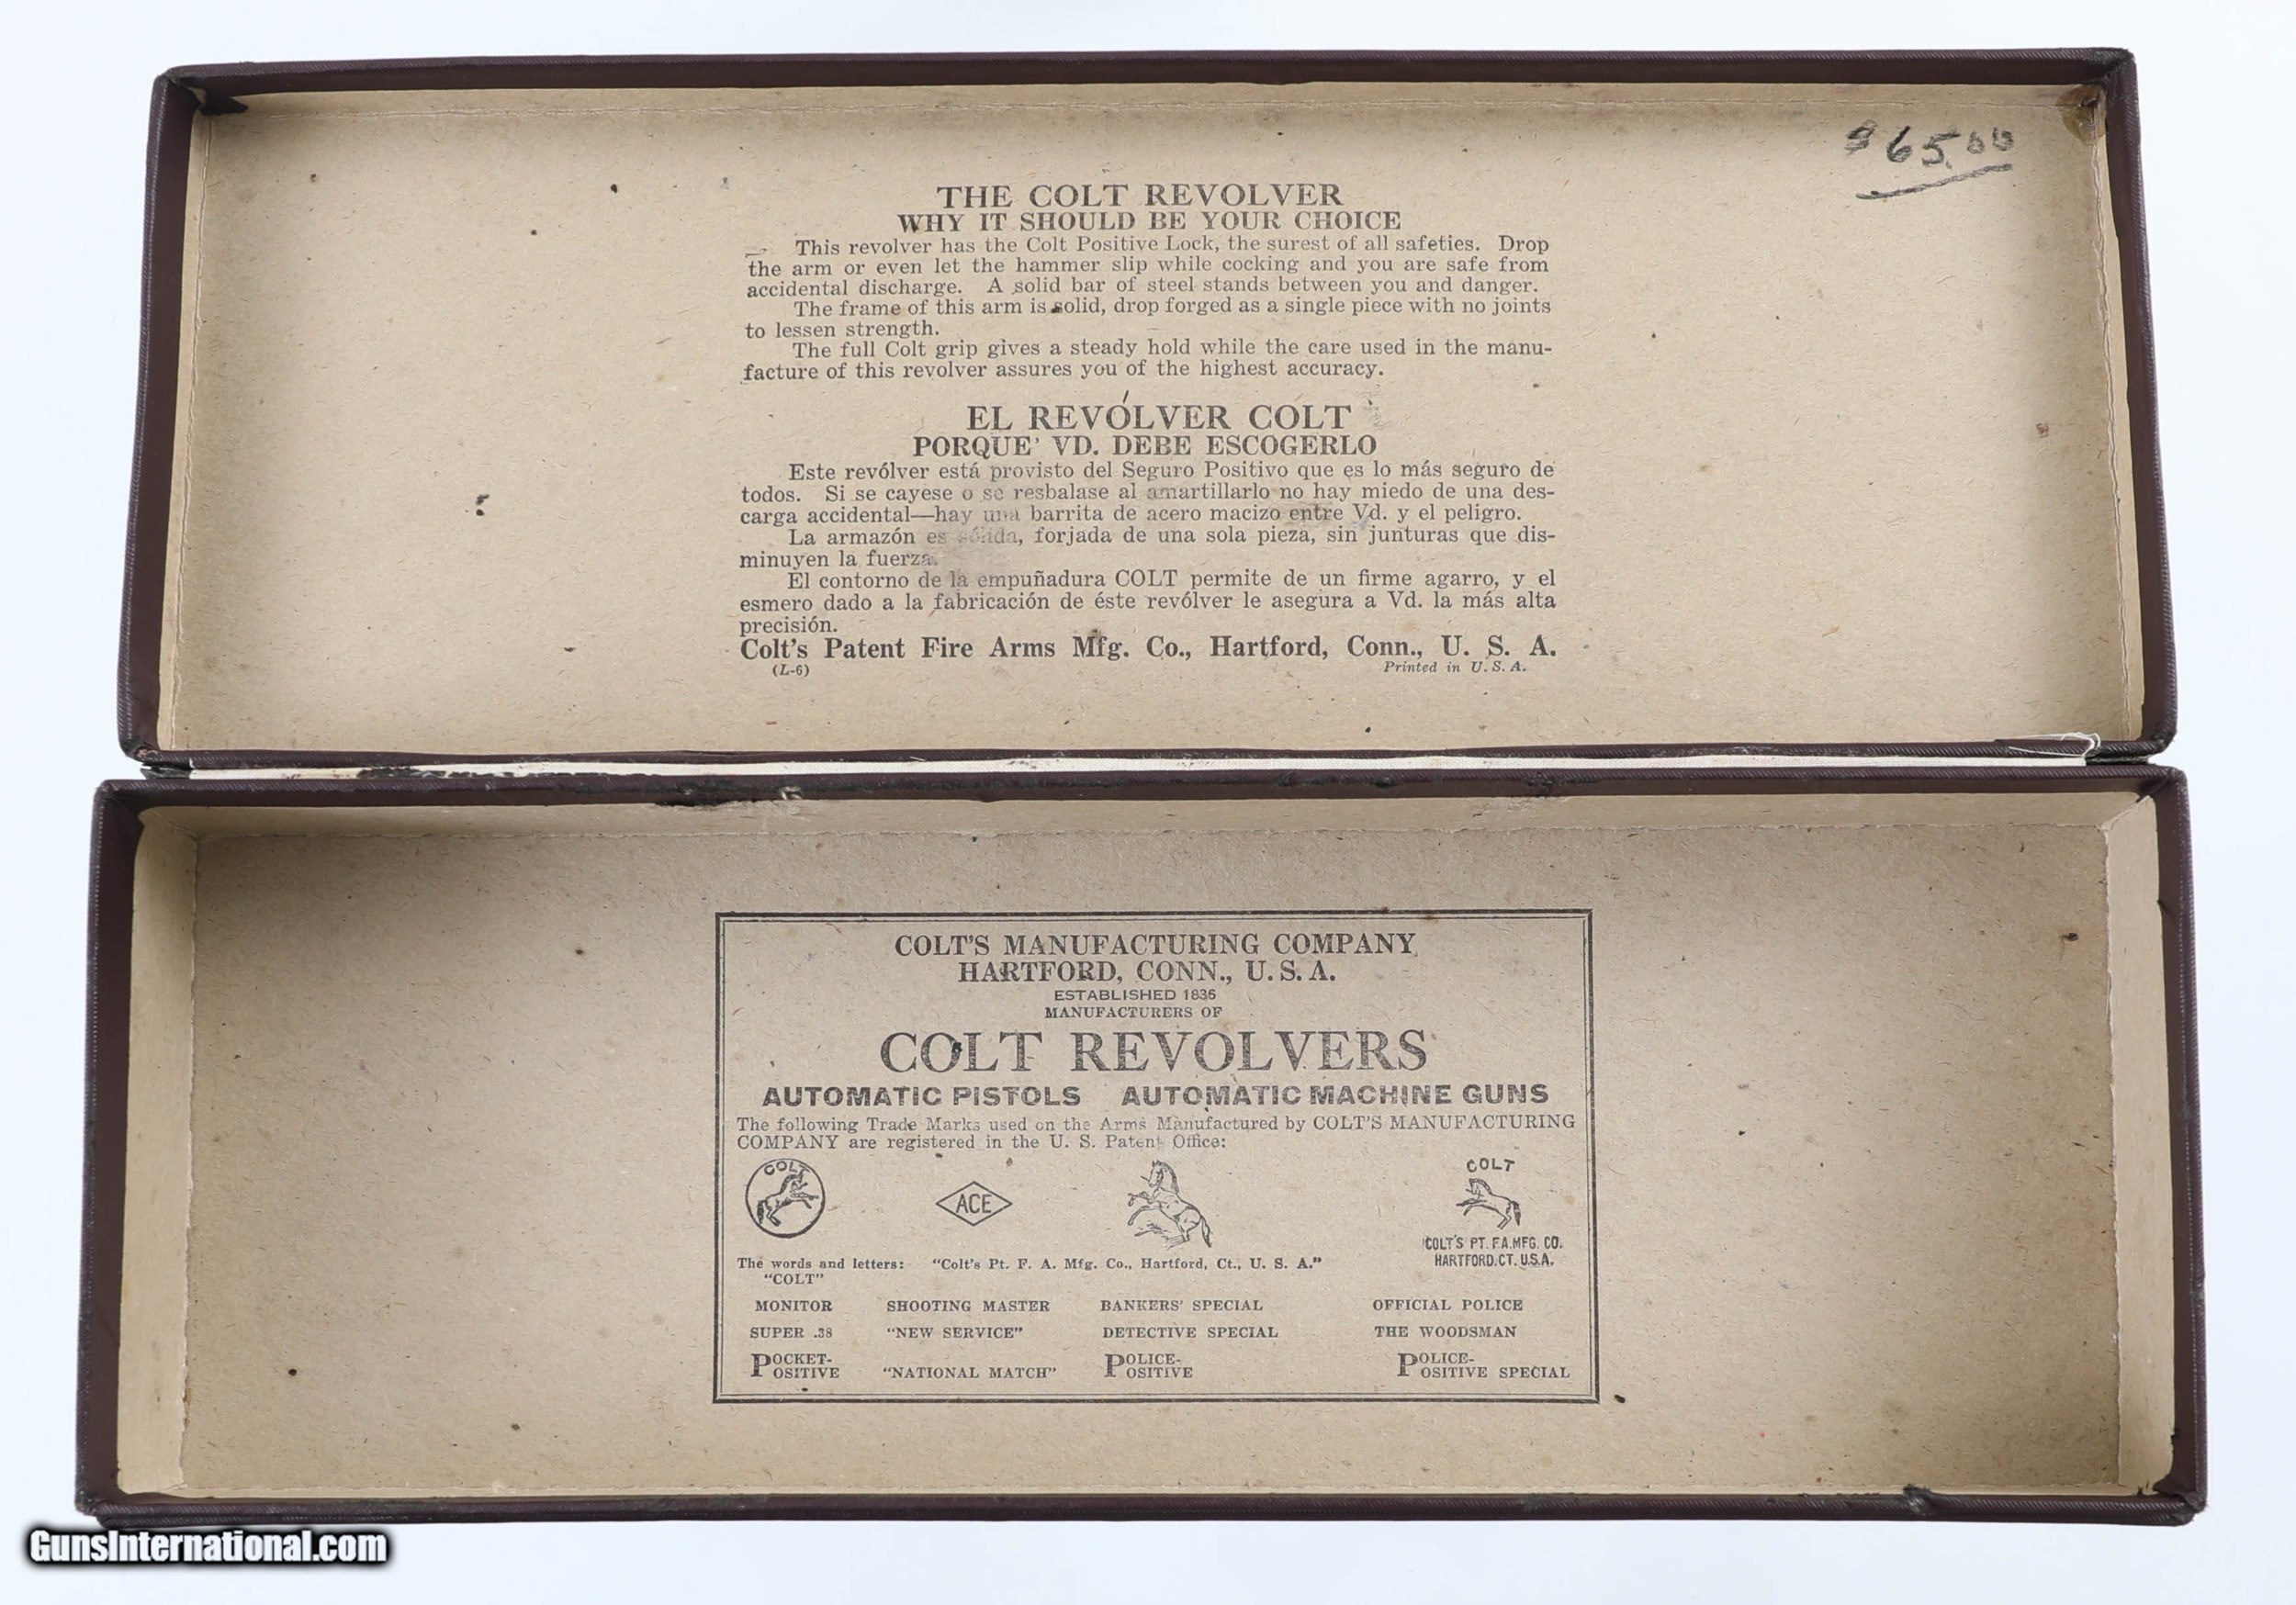 $65.00
THE COLT REVOLVER
WHY IT SHOULD BE YOUR CHOICE
This revolver has the Colt Positive Lock, the surest of all safeties. Drop
the arm or even let the hammer slip while cocking and you are safe from
accidental discharge. A solid bar of steel stands between you and danger.
The frame of this arm is solid, drop forged as a single piece with no joints
to lessen strength.
The full Colt grip gives a steady hold while the care used in the manu-
facture of this revolver assures you of the highest accuracy.
EL REVÓLVER COLT
PORQUE' VD. DEBE ESCOGERLO
Este revólver está provisto del Seguro Positivo que es lo más seguro de
todos. Si se cayese o se resbalase al amartillarlo no hay miedo de una des-
carga accidental—hay una barrita de acero macizo entre Vd. y el peligro.
La armazón es sólida, forjada de una sola pieza, sin junturas que dis-
minuyen la fuerza.
El contorno de la empuñadura COLT permite de un firme agarro, y el
esmero dado a la fabricación de éste revólver le asegura a Vd. la más alta
precisión.
Colt's Patent Fire Arms Mfg. Co., Hartford, Conn., U. S. A.
(L-6) Printed in U. S. A.
COLT'S MANUFACTURING COMPANY
HARTFORD, CONN., U. S. A.
ESTABLISHED 1836
MANUFACTURERS OF
COLT REVOLVERS
AUTOMATIC PISTOLS AUTOMATIC MACHINE GUNS
The following Trade Marks used on the Arms Manufactured by COLT'S MANUFACTURING
COMPANY are registered in the U. S. Patent Office:
COLT
ACE
COLT
COLT'S PT. F.A. MFG. CO.
HARTFORD. CT. U.S.A.
The words and letters: "Colt's Pt. F. A. Mfg. Co., Hartford, Ct., U. S. A."
"COLT"
MONITOR SHOOTING MASTER BANKERS' SPECIAL OFFICIAL POLICE
SUPER .38 "NEW SERVICE" DETECTIVE SPECIAL THE WOODSMAN
POCKET-POSITIVE "NATIONAL MATCH" POLICE-POSITIVE POLICE-POSITIVE SPECIAL
GunsInternational.com